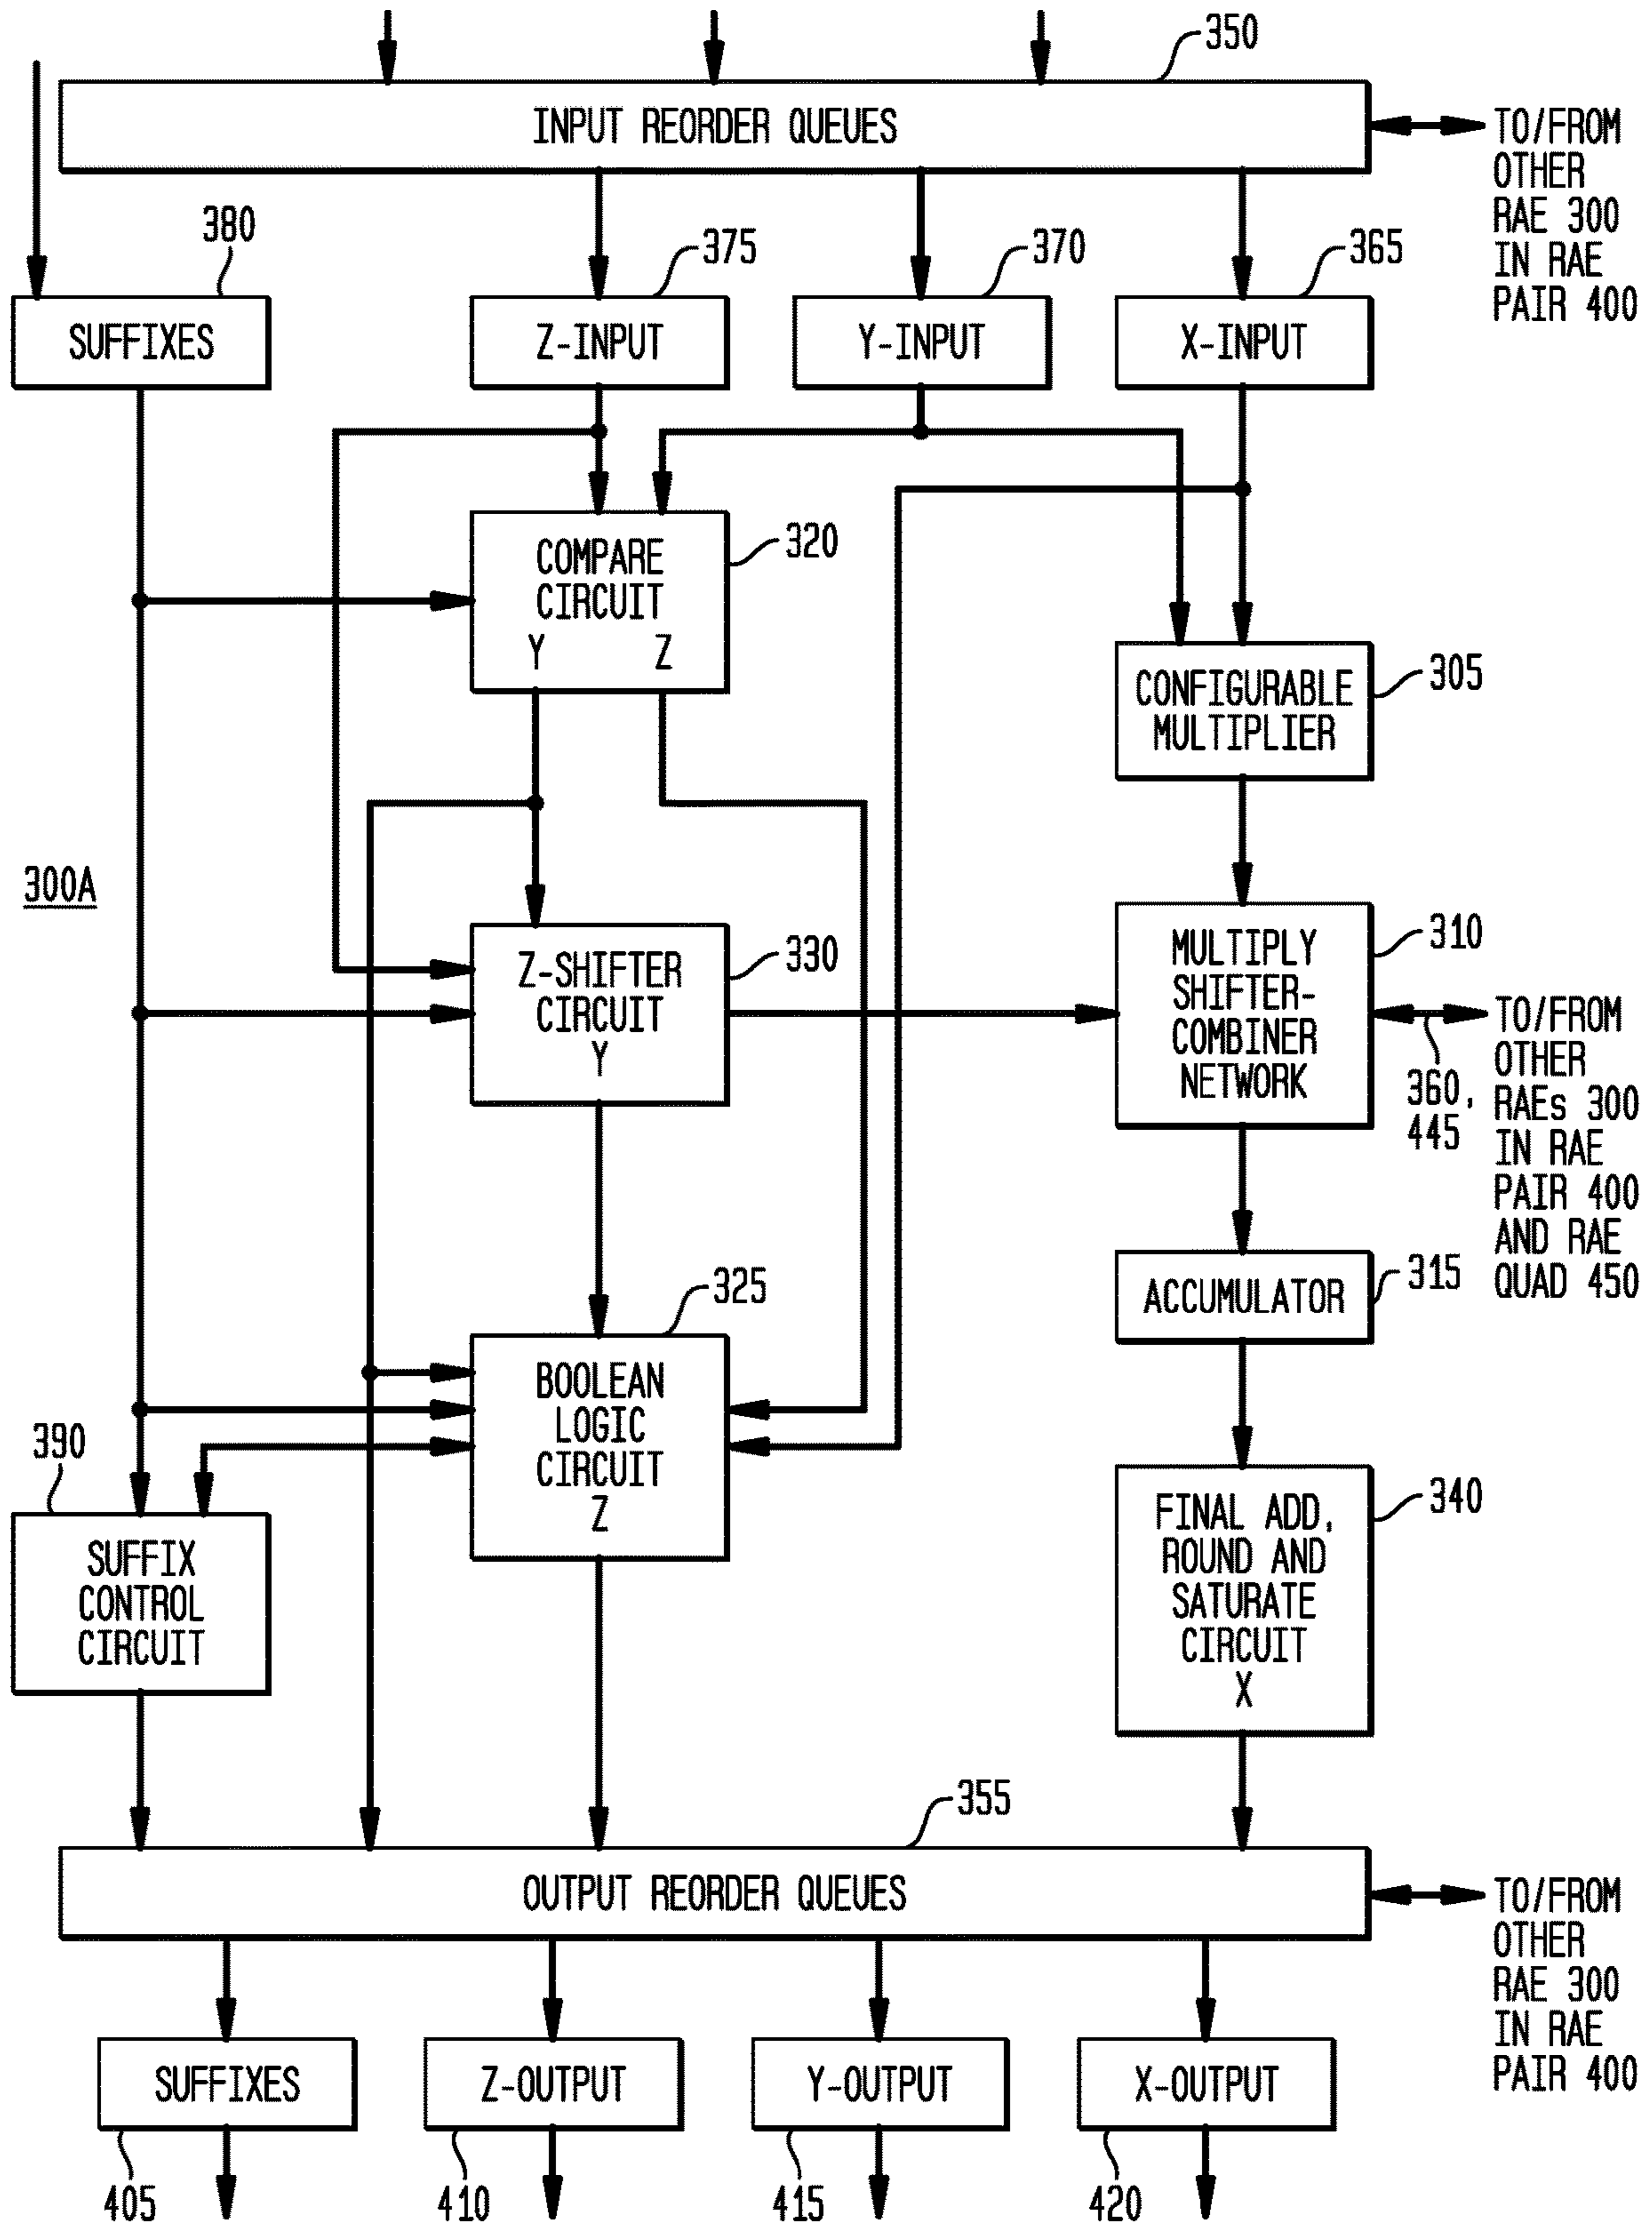 350
INPUT REORDER QUEUES
TO/FROM
OTHER
RAE 300
IN RAE
PAIR 400
380
375
370
365
SUFFIXES
Z-INPUT
Y-INPUT
X-INPUT
COMPARE
CIRCUIT
Y Z
320
CONFIGURABLE
MULTIPLIER
305
300A
Z-SHIFTER
CIRCUIT
Y
330
MULTIPLY
SHIFTER-
COMBINER
NETWORK
310
360,
445
TO/FROM
OTHER
RAEs 300
IN RAE
PAIR 400
AND RAE
QUAD 450
325
ACCUMULATOR
315
BOOLEAN
LOGIC
CIRCUIT
Z
390
SUFFIX
CONTROL
CIRCUIT
FINAL ADD,
ROUND AND
SATURATE
CIRCUIT
X
340
355
OUTPUT REORDER QUEUES
TO/FROM
OTHER
RAE 300
IN RAE
PAIR 400
SUFFIXES
Z-OUTPUT
Y-OUTPUT
X-OUTPUT
405
410
415
420